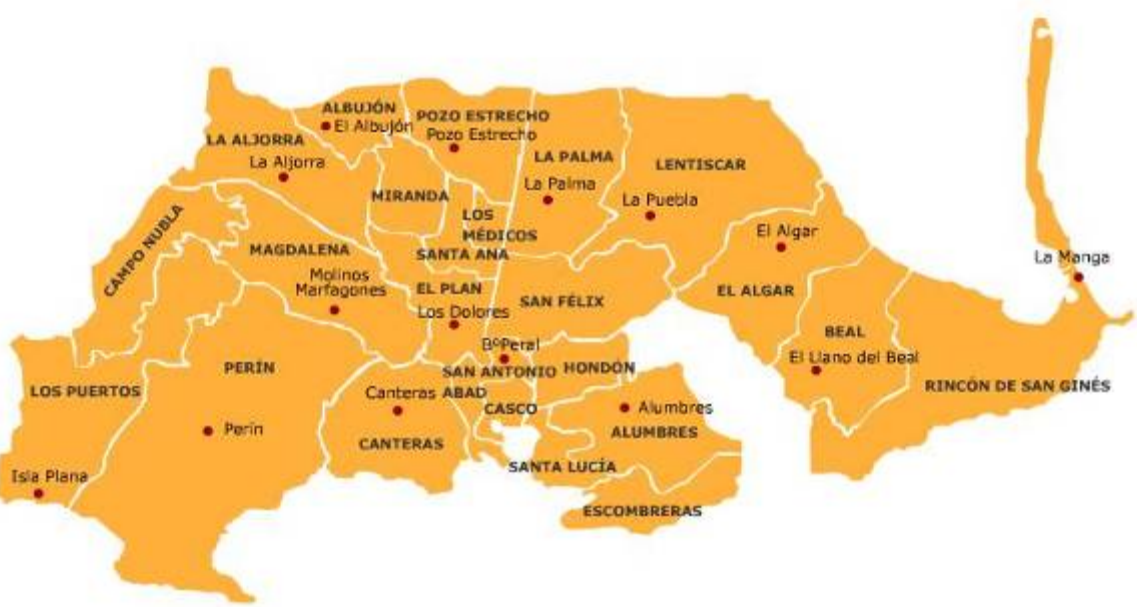 ALBUJÓN
El Albujón
POZO ESTRECHO
Pozo Estrecho
LA ALJORRA
La Aljorra
LA PALMA
La Palma
LENTISCAR
La Puebla
MIRANDA
LOS
MÉDICOS
SANTA ANA
CAMPO NUBLA
MAGDALENA
Molinos
Marfagones
EL PLAN
Los Dolores
SAN FÉLIX
El Algar
EL ALGAR
La Manga
BEAL
El Llano del Beal
RINCÓN DE SAN GINÉS
BºPeral
SAN ANTONIO
ABAD
HONDÓN
PERÍN
Perín
LOS PUERTOS
Isla Plana
Canteras
CANTERAS
CASCO
Alumbres
ALUMBRES
SANTA LUCÍA
ESCOMBRERAS